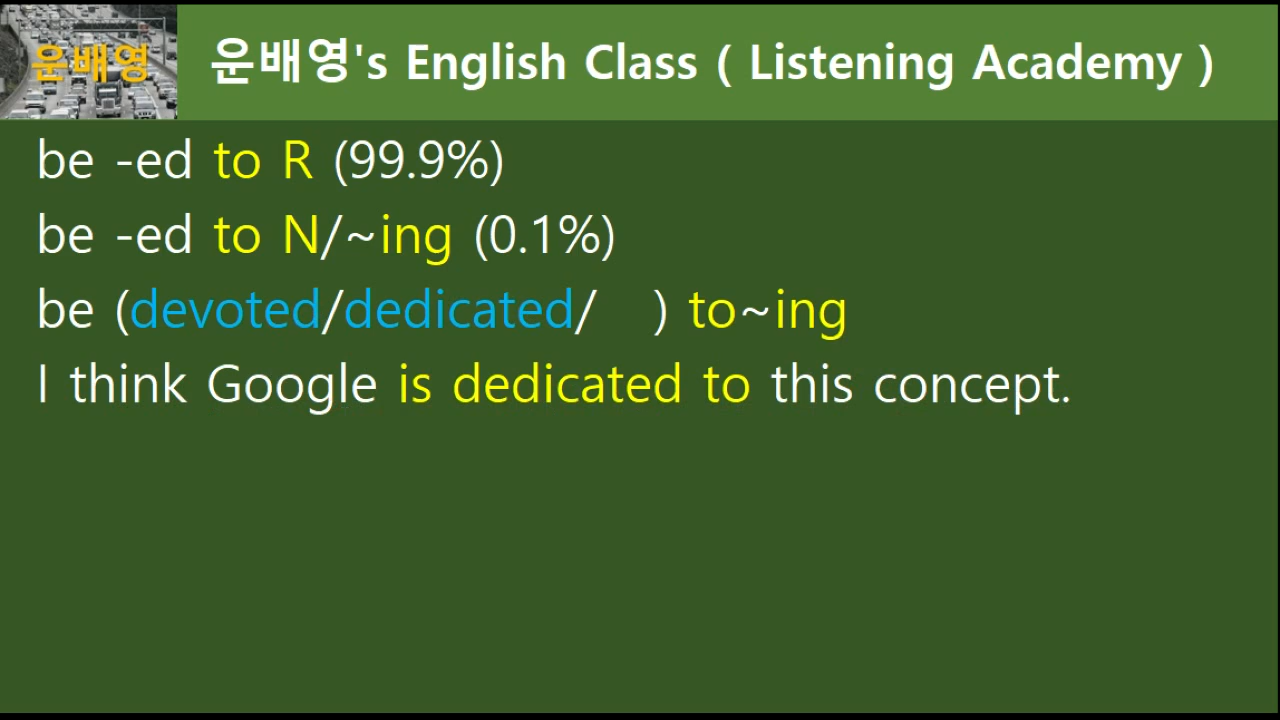 운배영
운배영's English Class ( Listening Academy )
be -ed to R (99.9%)
be -ed to N/~ing (0.1%)
be (devoted/dedicated/ ) to~ing
I think Google is dedicated to this concept.